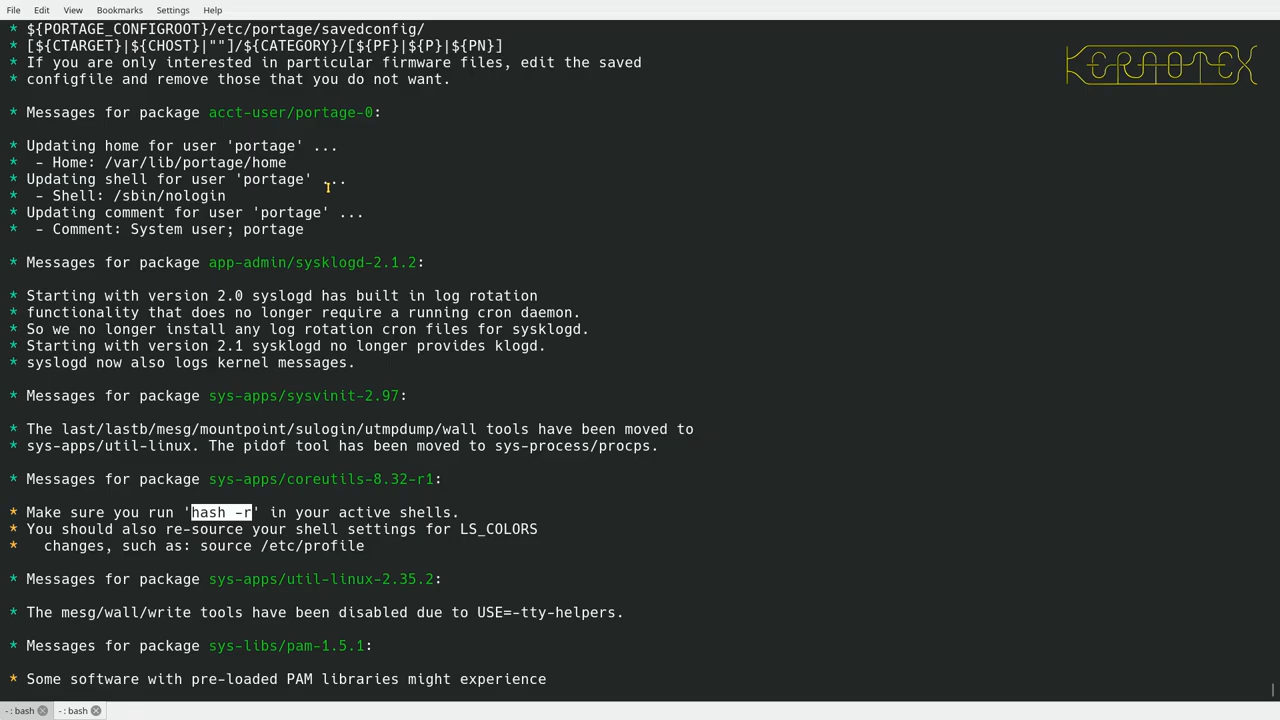 File Edit View Bookmarks Settings Help
* ${PORTAGE_CONFIGROOT}/etc/portage/savedconfig/
* [${CTARGET}|${CHOST}|""]/${CATEGORY}/[${PF}|${P}|${PN}]
* If you are only interested in particular firmware files, edit the saved
* configfile and remove those that you do not want.
KERAOTEX
* Messages for package acct-user/portage-0:
* Updating home for user 'portage' ...
*  - Home: /var/lib/portage/home
* Updating shell for user 'portage' ...
*  - Shell: /sbin/nologin
* Updating comment for user 'portage' ...
*  - Comment: System user; portage
* Messages for package app-admin/sysklogd-2.1.2:
* Starting with version 2.0 syslogd has built in log rotation
* functionality that does no longer require a running cron daemon.
* So we no longer install any log rotation cron files for sysklogd.
* Starting with version 2.1 sysklogd no longer provides klogd.
* syslogd now also logs kernel messages.
* Messages for package sys-apps/sysvinit-2.97:
* The last/lastb/mesg/mountpoint/sulogin/utmpdump/wall tools have been moved to
* sys-apps/util-linux. The pidof tool has been moved to sys-process/procps.
* Messages for package sys-apps/coreutils-8.32-r1:
* Make sure you run 'hash -r' in your active shells.
* You should also re-source your shell settings for LS_COLORS
*   changes, such as: source /etc/profile
* Messages for package sys-apps/util-linux-2.35.2:
* The mesg/wall/write tools have been disabled due to USE=-tty-helpers.
* Messages for package sys-libs/pam-1.5.1:
* Some software with pre-loaded PAM libraries might experience
- : bash - : bash